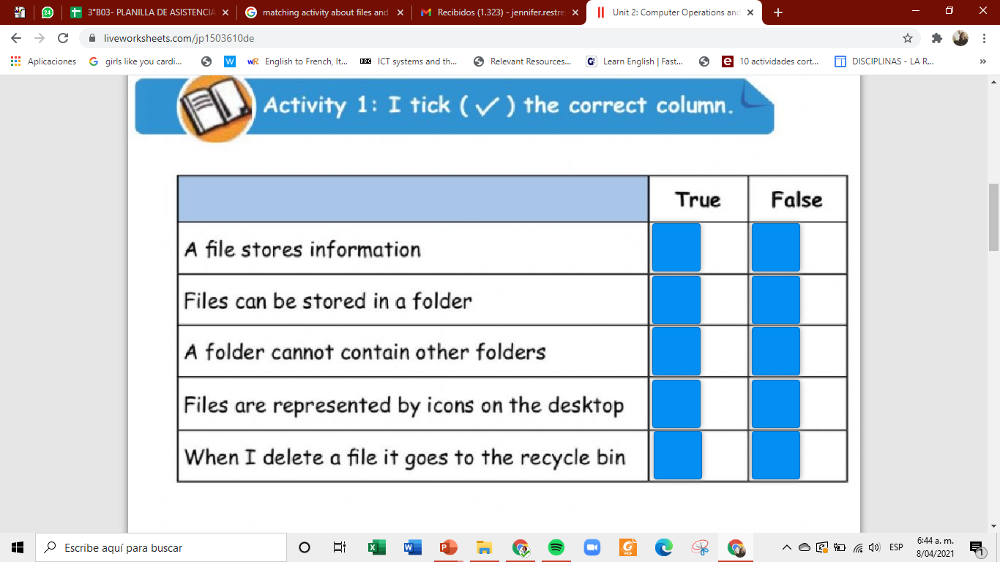 3°B03- PLANILLA DE ASISTENCIA
matching activity about files and
Recibidos (1.323) - jennifer.restre
Unit 2: Computer Operations and
liveworksheets.com/jp1503610de
Aplicaciones
girls like you cardi...
English to French, It...
BBC
ICT systems and th...
Relevant Resources...
Learn English | Fast...
10 actividades cort...
DISCIPLINAS - LA R...
»
Activity 1: I tick ( ✓ ) the correct column.
True
False
A file stores information
Files can be stored in a folder
A folder cannot contain other folders
Files are represented by icons on the desktop
When I delete a file it goes to the recycle bin
Escribe aquí para buscar
ESP
6:44 a. m.
8/04/2021
1